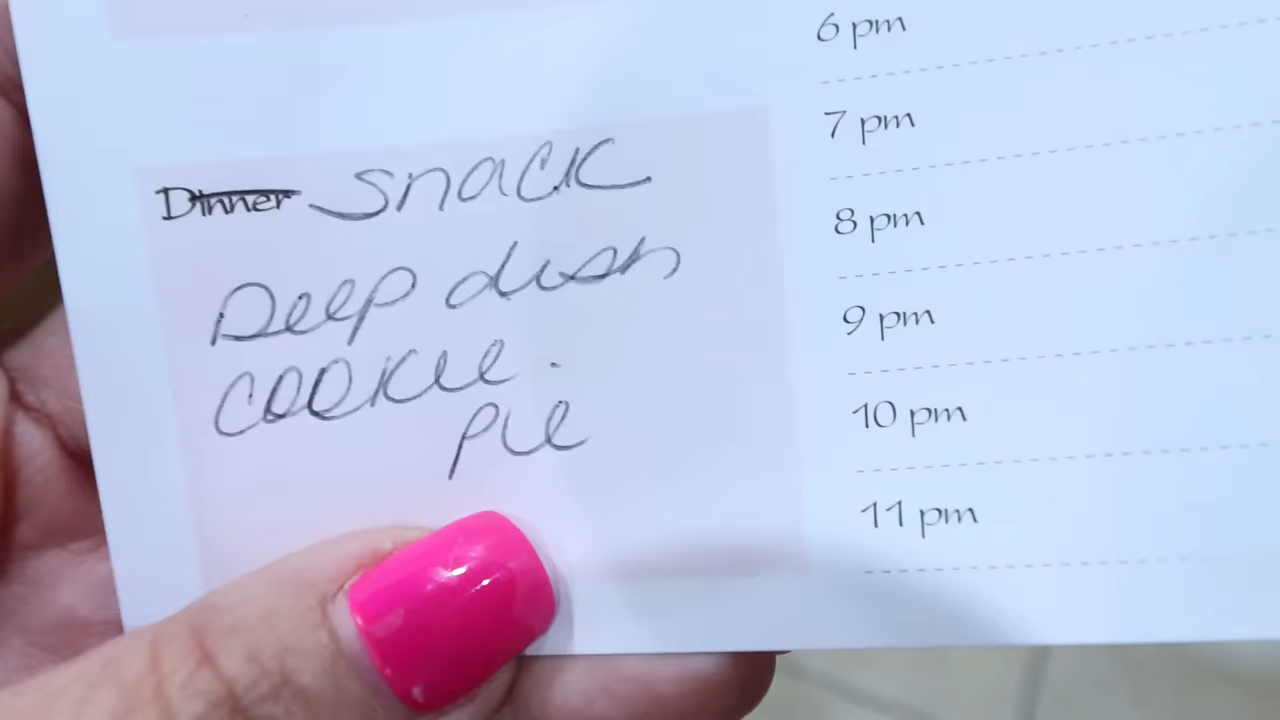 Dinner Snack
Deep dish
cookie.
pie
6 pm
7 pm
8 pm
9 pm
10 pm
11 pm